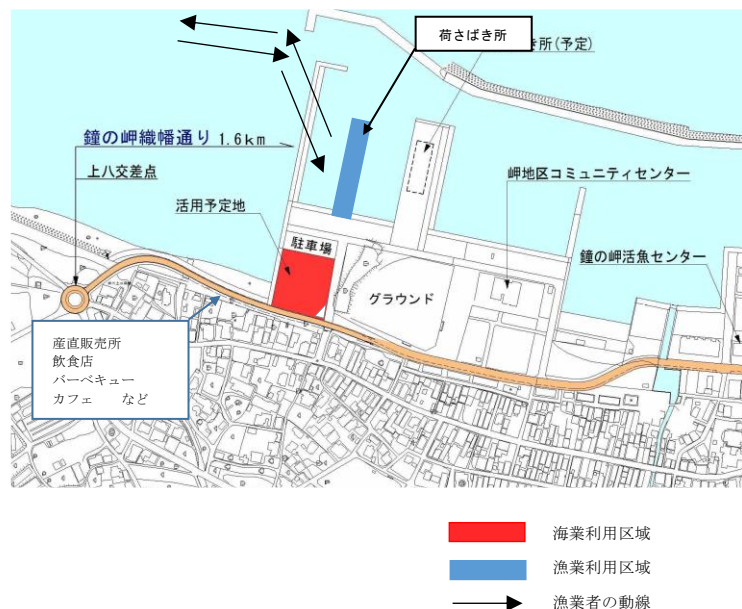 荷さばき所
き所(予定)
鐘の岬織幡通り 1.6km
上八交差点
岬地区コミュニティセンター
活用予定地
駐車場
鐘の岬活魚センター
グラウンド
産直販売所
飲食店
バーベキュー
カフェ など
海業利用区域
漁業利用区域
漁業者の動線